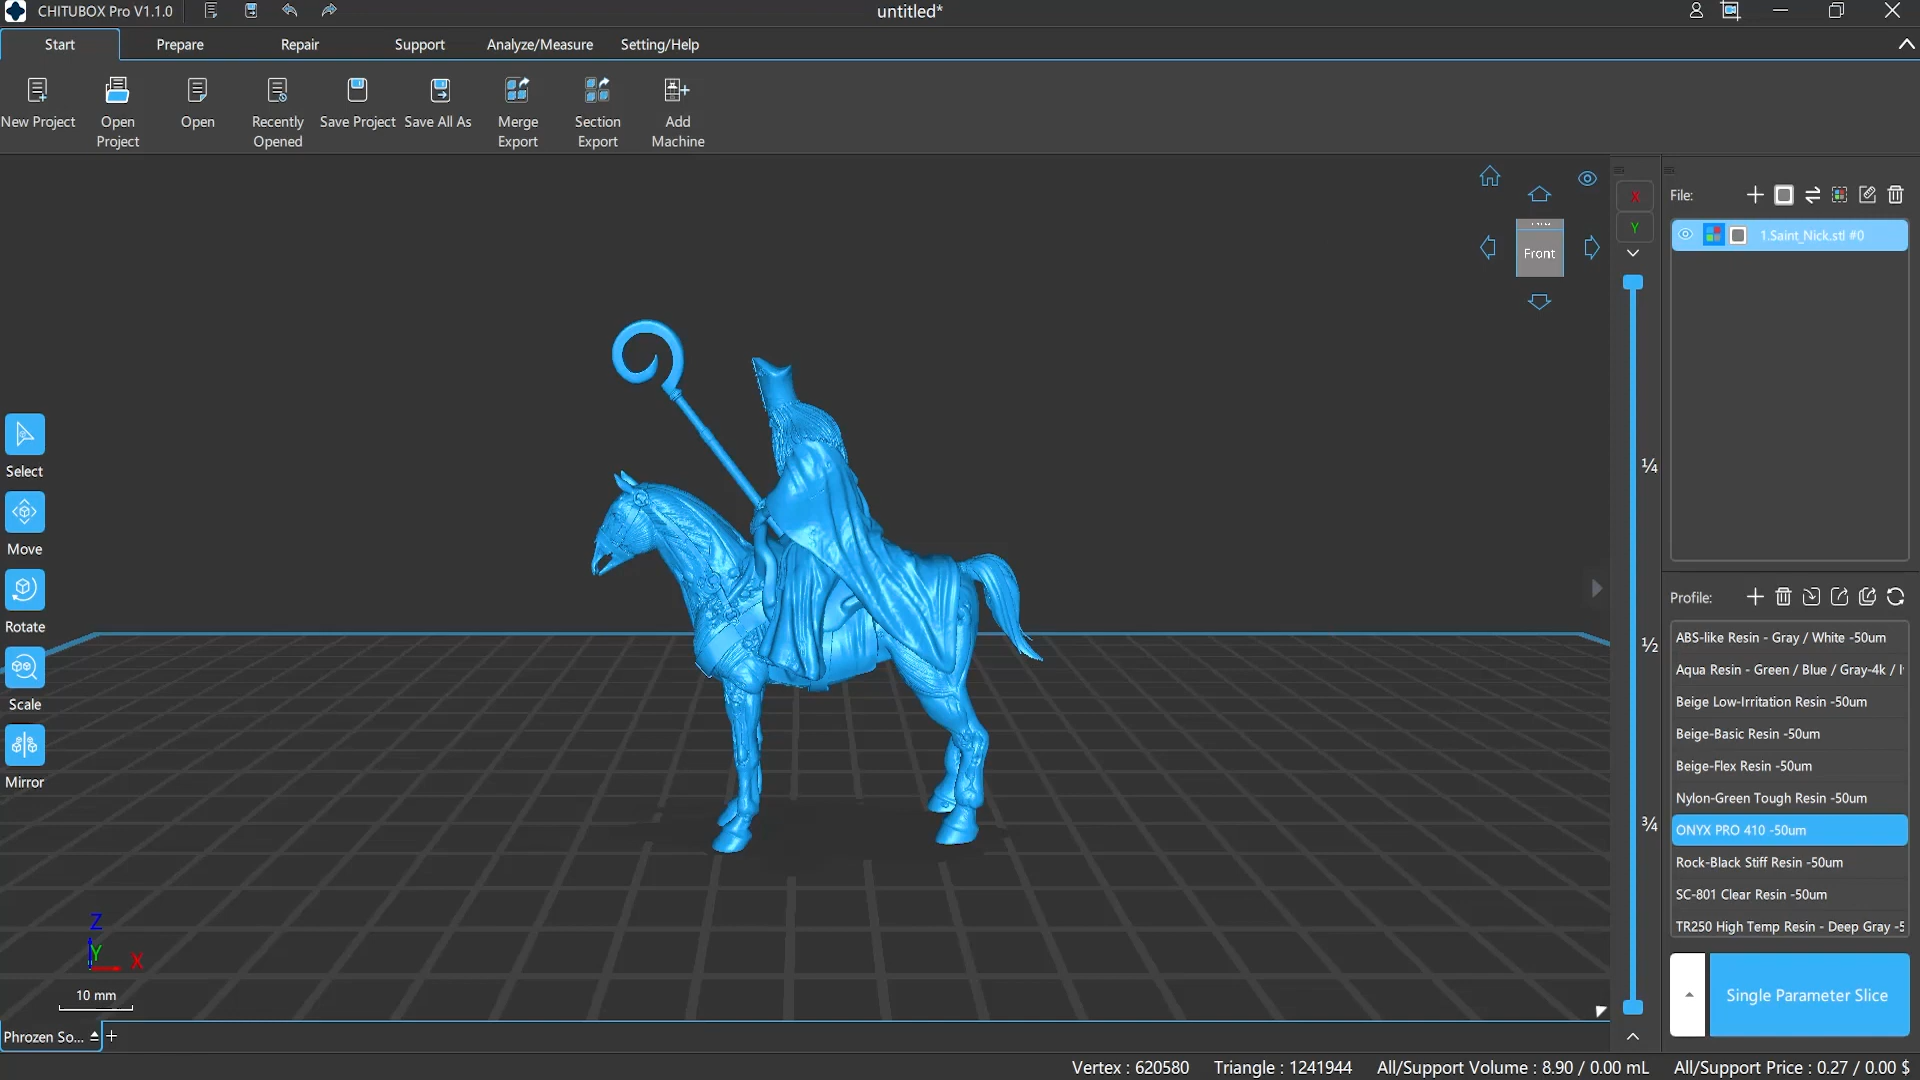 CHITUBOX Pro V1.1.0
untitled*
Start
Prepare
Repair
Support
Analyze/Measure
Setting/Help
New Project
Open
Project
Open
Recently
Opened
Save Project
Save All As
Merge
Export
Section
Export
Add
Machine
Front
X
Y
File:
1.Saint_Nick.stl #0
Select
Move
Rotate
Scale
Mirror
¼
½
¾
Profile:
ABS-like Resin - Gray / White -50um
Aqua Resin - Green / Blue / Gray-4k /
Beige Low-Irritation Resin -50um
Beige-Basic Resin -50um
Beige-Flex Resin -50um
Nylon-Green Tough Resin -50um
ONYX PRO 410 -50um
Rock-Black Stiff Resin -50um
SC-801 Clear Resin -50um
TR250 High Temp Resin - Deep Gray -5
Single Parameter Slice
Z
Y
X
10 mm
Phrozen So...
Vertex : 620580
Triangle : 1241944
All/Support Volume : 8.90 / 0.00 mL
All/Support Price : 0.27 / 0.00 $